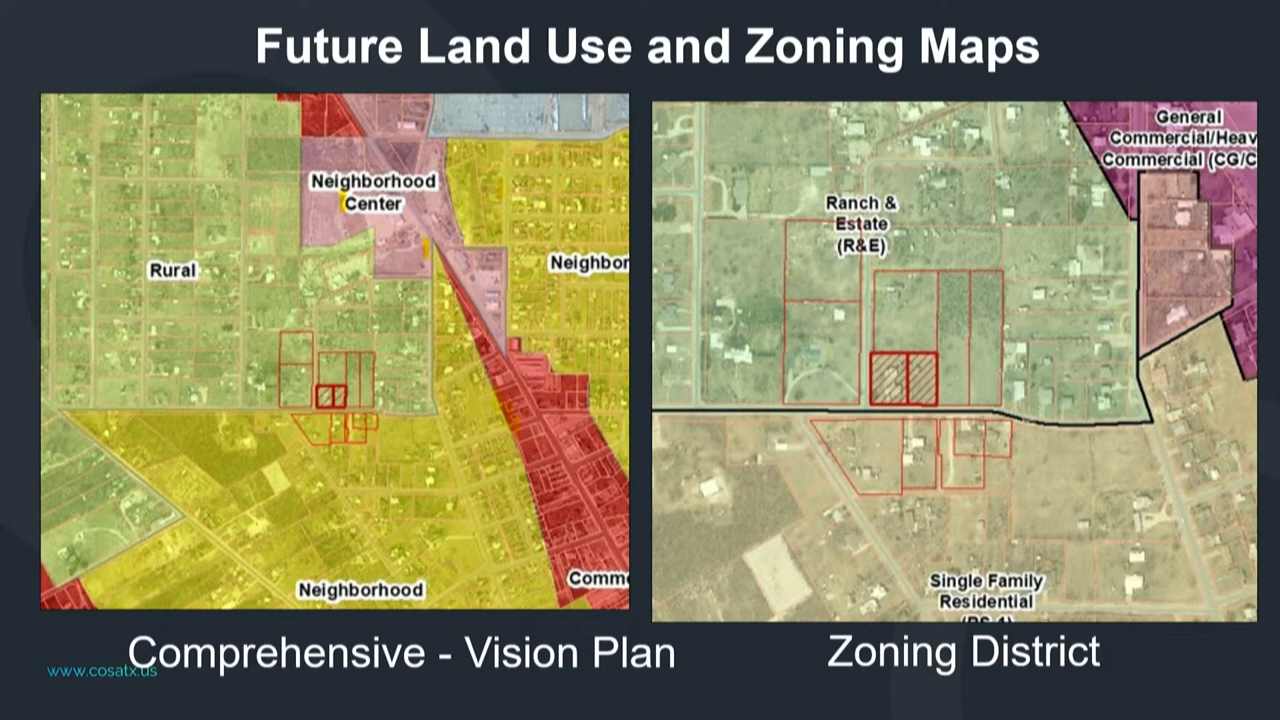 Future Land Use and Zoning Maps
Neighborhood
Center
Rural
Neighbor
Neighborhood
Comm
General
Commercial/Heav
Commercial (CG/C
Ranch &
Estate
(R&E)
Single Family
Residential
Comprehensive - Vision Plan
Zoning District
www.cosatx.us